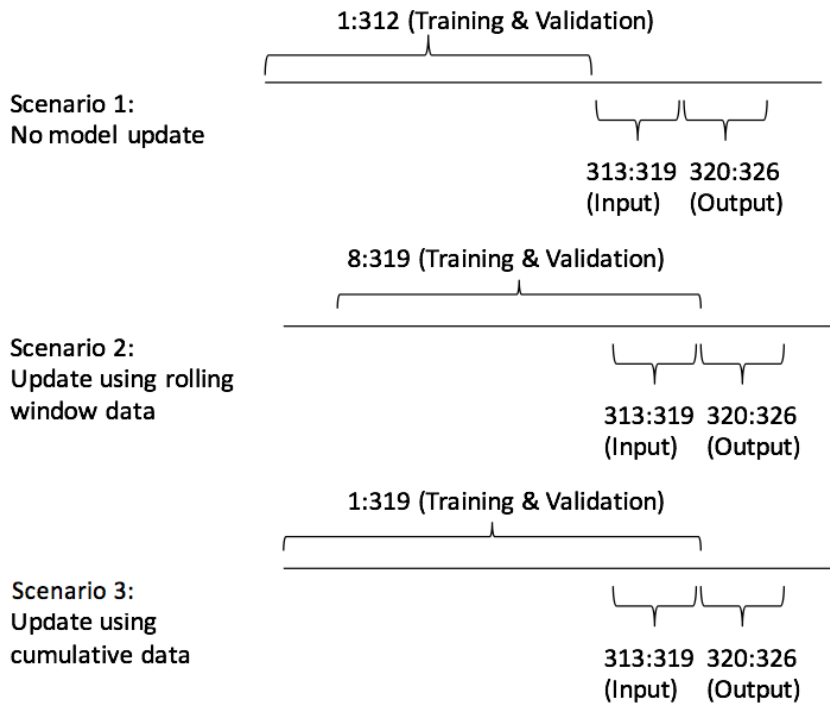 1:312 (Training & Validation)
Scenario 1:
No model update
313:319 320:326
(Input) (Output)
8:319 (Training & Validation)
Scenario 2:
Update using rolling
window data
313:319 320:326
(Input) (Output)
1:319 (Training & Validation)
Scenario 3:
Update using
cumulative data
313:319 320:326
(Input) (Output)